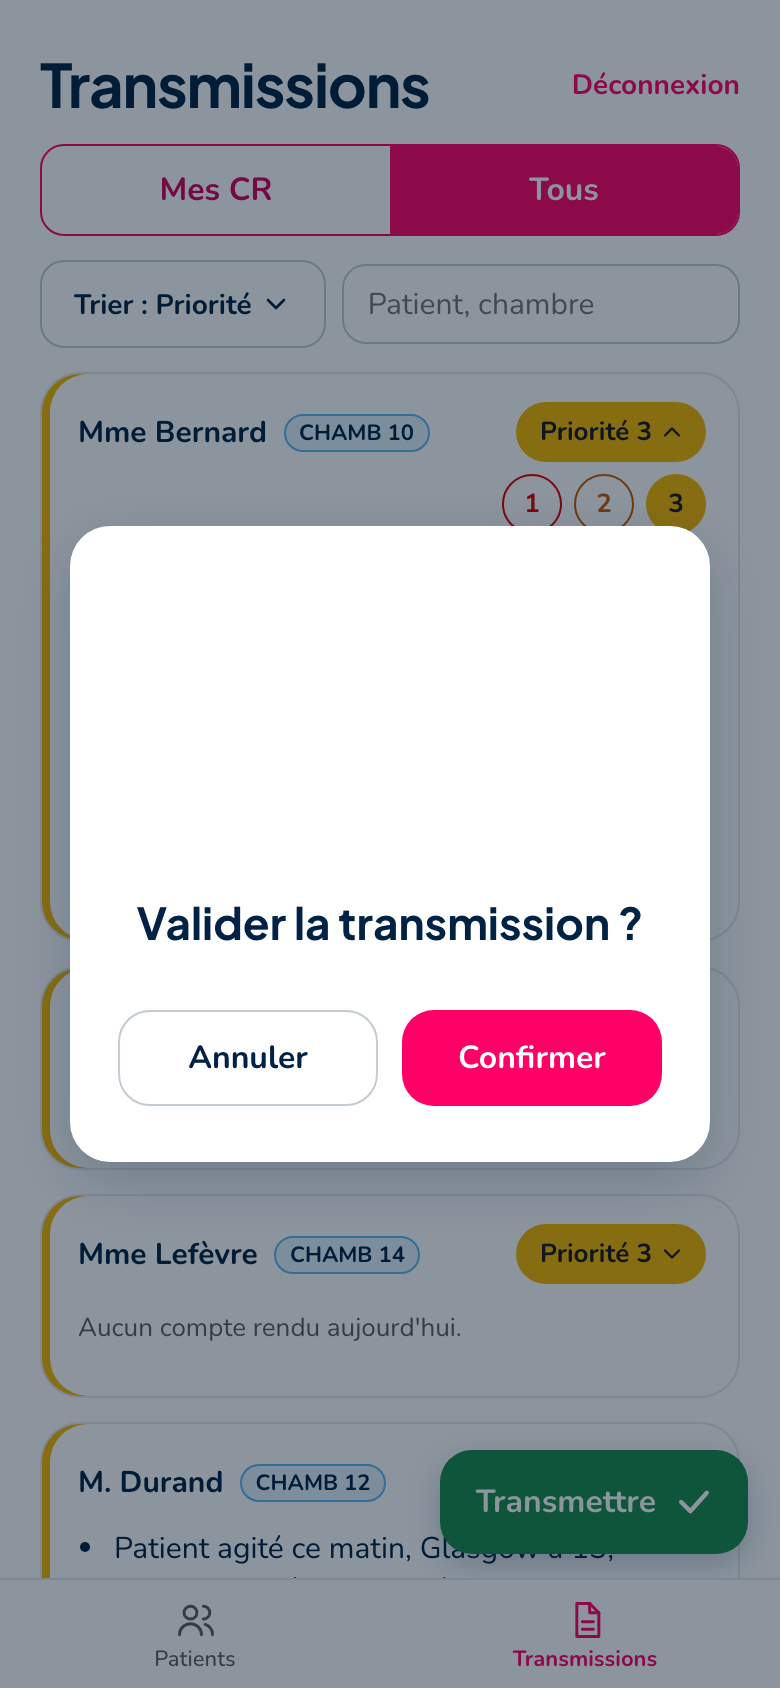 Transmissions
Déconnexion
Mes CR
Tous
Trier : Priorité
Patient, chambre
Mme Bernard
CHAMB 10
Priorité 3
1
2
3
Valider la transmission ?
Annuler
Confirmer
Mme Lefèvre
CHAMB 14
Priorité 3
Aucun compte rendu aujourd'hui.
M. Durand
CHAMB 12
Transmettre
Patient agité ce matin,
Patients
Transmissions